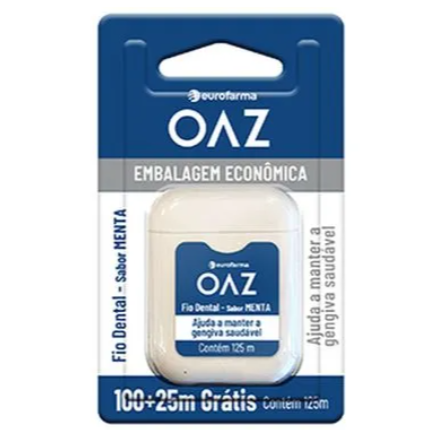 eurofarma
OAZ
EMBALAGEM ECONÔMICA
Fio Dental - Sabor MENTA
Ajuda a manter a
gengiva saudável
eurofarma
OAZ
Fio Dental - Sabor MENTA
Ajuda a manter a
gengiva saudável
Contém 125 m
100+25m Grátis Contém 125m